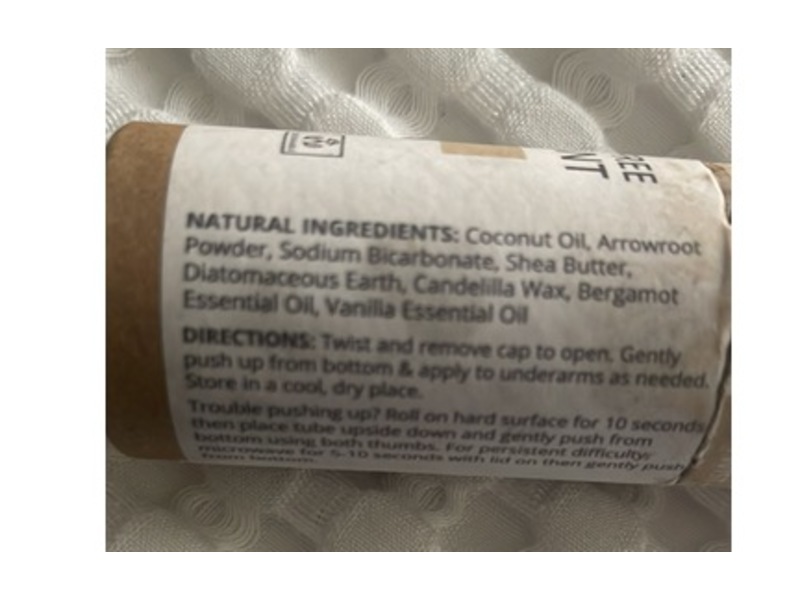 REE
NT
NATURAL INGREDIENTS: Coconut Oil, Arrowroot
Powder, Sodium Bicarbonate, Shea Butter,
Diatomaceous Earth, Candelilla Wax, Bergamot
Essential Oil, Vanilla Essential Oil
DIRECTIONS: Twist and remove cap to open. Gently
push up from bottom & apply to underarms as needed.
Store in a cool, dry place.
Trouble pushing up? Roll on hard surface for 10 seconds
then place tube upside down and gently push from
bottom using both thumbs. For persistent difficulty:
microwave for 5-10 seconds with lid on then gently push
from bottom.